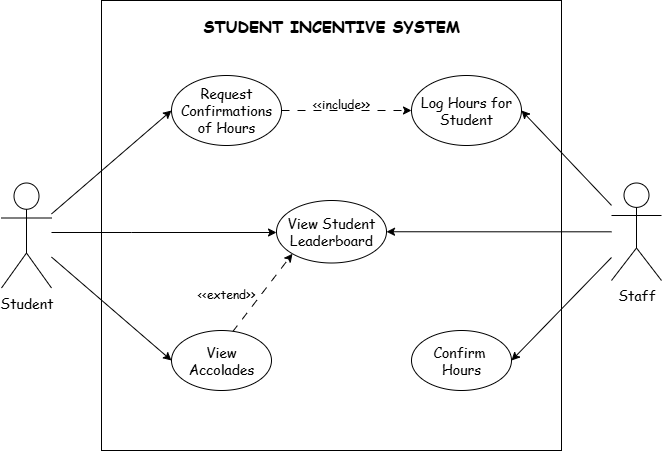 STUDENT INCENTIVE SYSTEM
Request
Confirmations
of Hours
<<include>>
Log Hours for
Student
View Student
Leaderboard
Student
Staff
<<extend>>
View
Accolades
Confirm
Hours